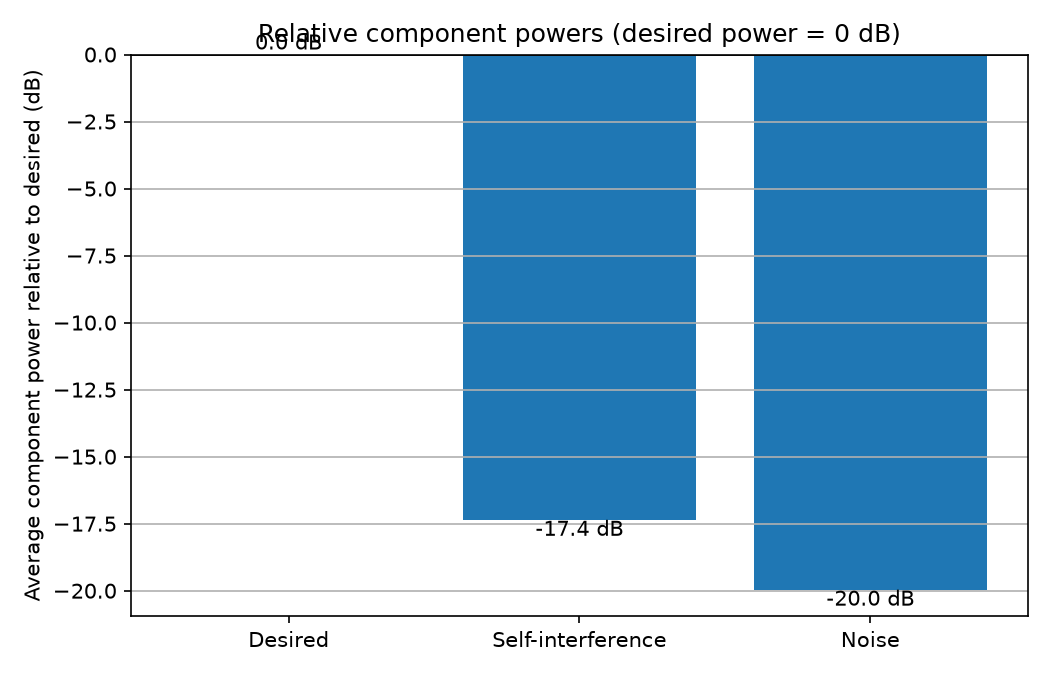 Relative component powers (desired power = 0 dB)
0.0 dB
Average component power relative to desired (dB)
0.0
−2.5
−5.0
−7.5
−10.0
−12.5
−15.0
−17.5
−20.0
-17.4 dB
-20.0 dB
Desired
Self-interference
Noise